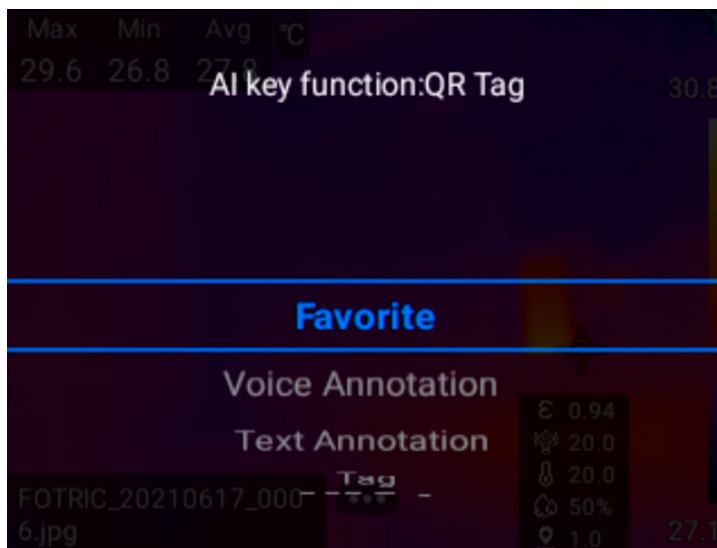 Max Min Avg °C
29.6 26.8 27.8
AI key function:QR Tag
30.8
Favorite
Voice Annotation
Text Annotation
Tag
ε 0.94
20.0
20.0
50%
1.0
FOTRIC_20210617_000
6.jpg
27.1